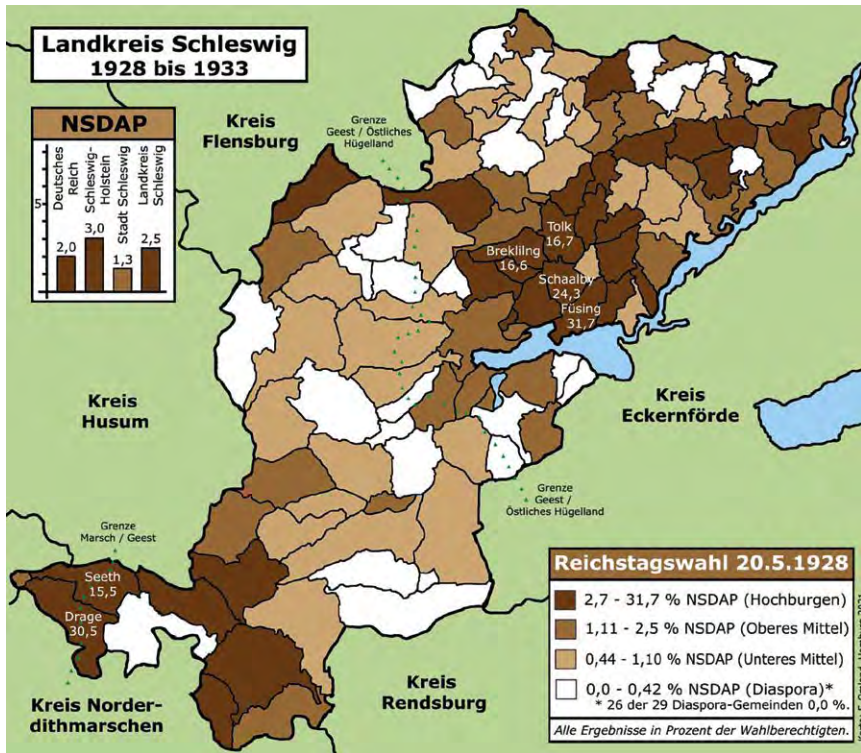 Landkreis Schleswig
1928 bis 1933
NSDAP
Deutsches
Reich
Schleswig-
Holstein
Stadt Schleswig
Landkreis
Schleswig
5
2,0
3,0
1,3
2,5
Kreis
Flensburg
Grenze
Geest / Östliches
Hügelland
Tolk
16,7
Breklilng
16,6
Schaalby
24,3
Füsing
31,7
Kreis
Husum
Kreis
Eckernförde
Grenze
Geest /
Östliches Hügelland
Grenze
Marsch / Geest
Seeth
15,5
Drage
30,5
Kreis Norder-
dithmarschen
Kreis
Rendsburg
Reichstagswahl 20.5.1928
2,7 - 31,7 % NSDAP (Hochburgen)
1,11 - 2,5 % NSDAP (Oberes Mittel)
0,44 - 1,10 % NSDAP (Unteres Mittel)
0,0 - 0,42 % NSDAP (Diaspora)*
* 26 der 29 Diaspora-Gemeinden 0,0 %.
Alle Ergebnisse in Prozent der Wahlberechtigten.